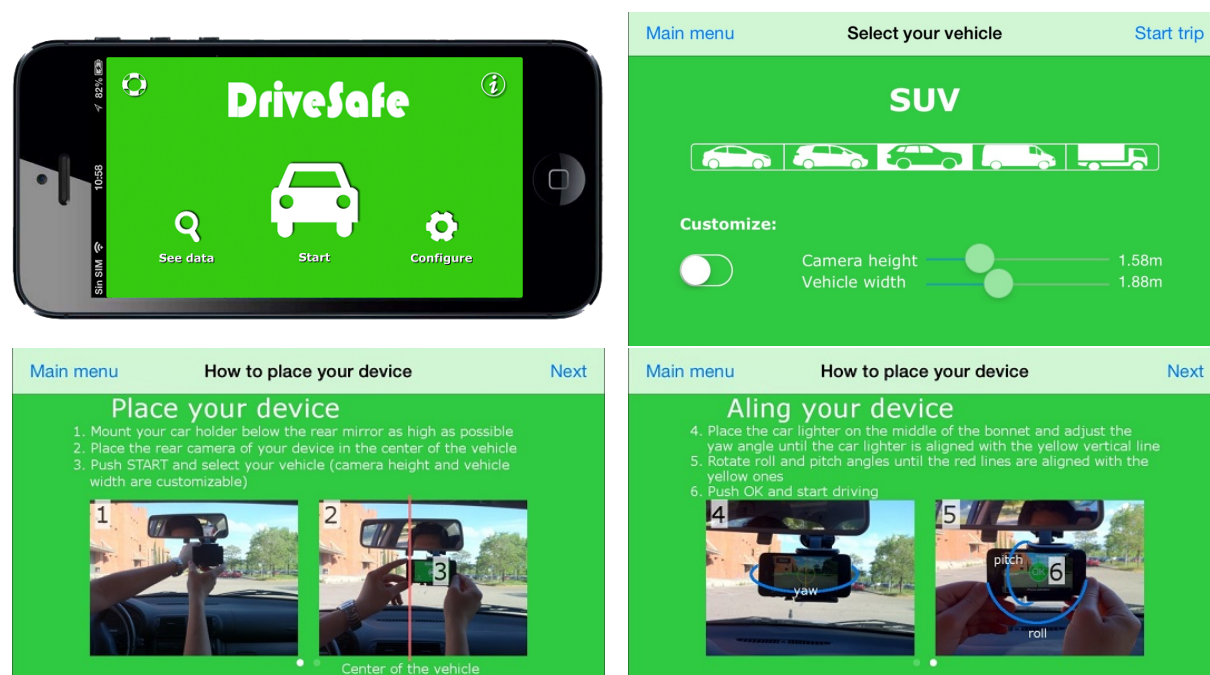 Sin SIM 10:58 82%
DriveSafe
i
See data
Start
Configure
Main menu Select your vehicle Start trip
SUV
Customize:
Camera height 1.58m
Vehicle width 1.88m
Main menu How to place your device Next
Place your device
1. Mount your car holder below the rear mirror as high as possible
2. Place the rear camera of your device in the center of the vehicle
3. Push START and select your vehicle (camera height and vehicle
width are customizable)
1
2
3
Center of the vehicle
Main menu How to place your device Next
Aling your device
4. Place the car lighter on the middle of the bonnet and adjust the
yaw angle until the car lighter is aligned with the yellow vertical line
5. Rotate roll and pitch angles until the red lines are aligned with the
yellow ones
6. Push OK and start driving
4
yaw
5
pitch
OK
6
roll